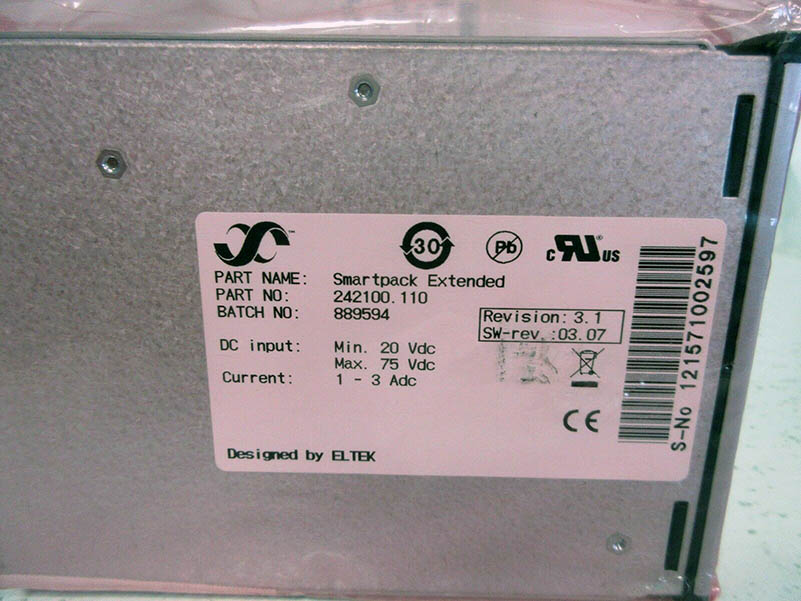 30
Pb
c RU US
PART NAME: Smartpack Extended
PART NO: 242100.110
BATCH NO: 889594
Revision: 3.1
SW-rev.:03.07
DC input: Min. 20 Vdc
Max. 75 Vdc
Current: 1 - 3 Adc
CE
Designed by ELTEK
S-No 121571002597